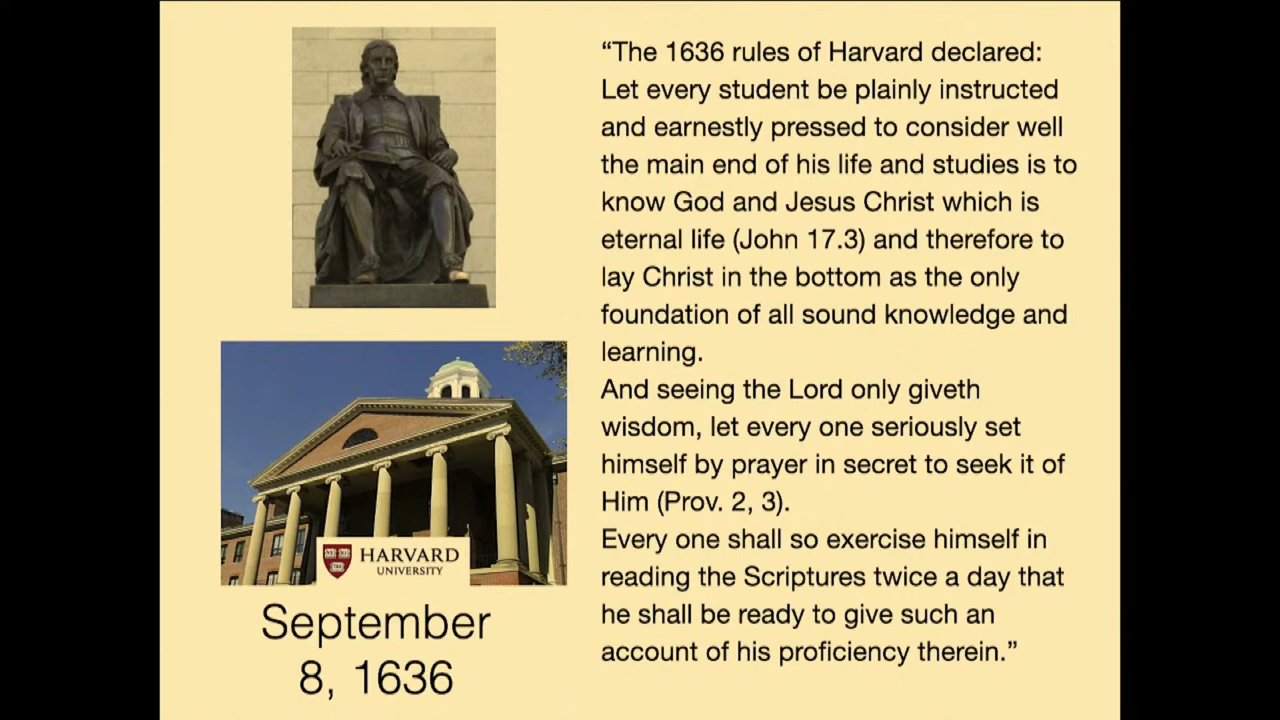 “The 1636 rules of Harvard declared:
Let every student be plainly instructed
and earnestly pressed to consider well
the main end of his life and studies is to
know God and Jesus Christ which is
eternal life (John 17.3) and therefore to
lay Christ in the bottom as the only
foundation of all sound knowledge and
learning.
And seeing the Lord only giveth
wisdom, let every one seriously set
himself by prayer in secret to seek it of
Him (Prov. 2, 3).
Every one shall so exercise himself in
reading the Scriptures twice a day that
he shall be ready to give such an
account of his proficiency therein.”
HARVARD
UNIVERSITY
September
8, 1636